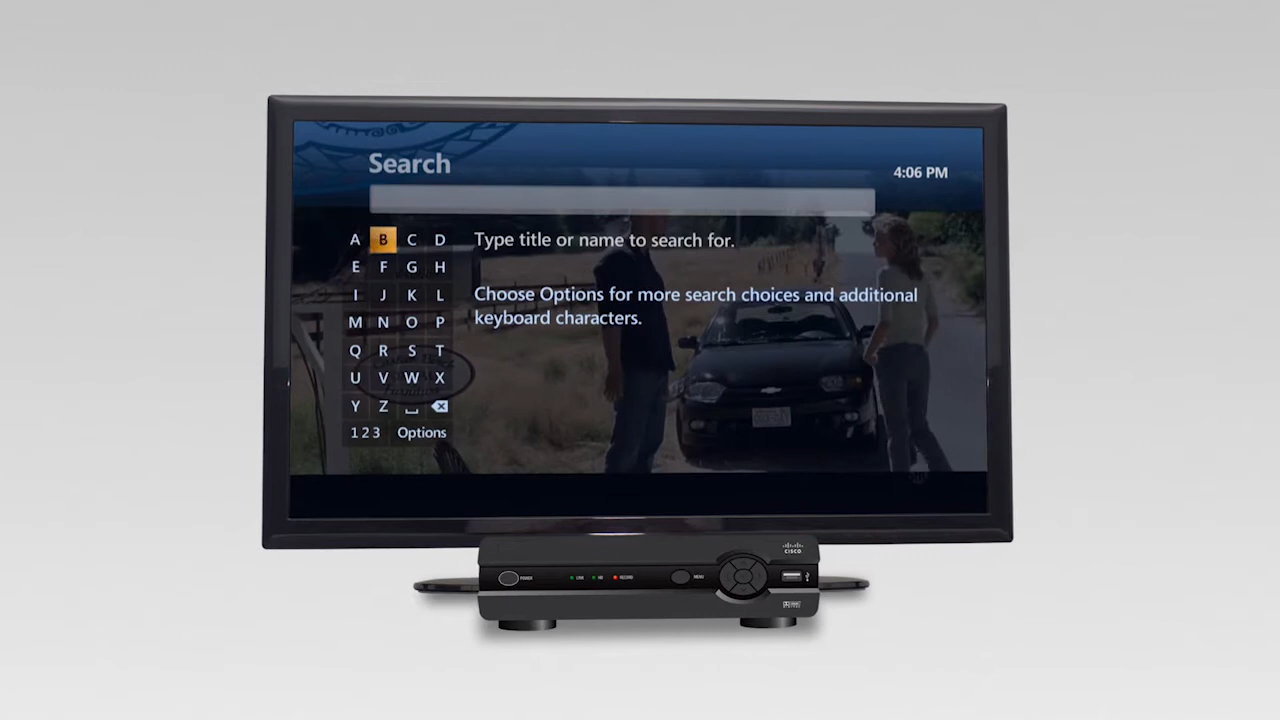 Search
4:06 PM
A B C D
E F G H
I J K L
M N O P
Q R S T
U V W X
Y Z
1 2 3 Options
Type title or name to search for.
Choose Options for more search choices and additional
keyboard characters.
CISCO
POWER LINK HD RECORD MENU